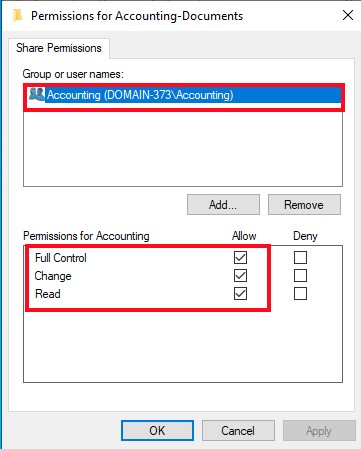 Permissions for Accounting-Documents
Share Permissions
Group or user names:
Accounting (DOMAIN-373\Accounting)
Add... Remove
Permissions for Accounting Allow Deny
Full Control
Change
Read
OK Cancel Apply